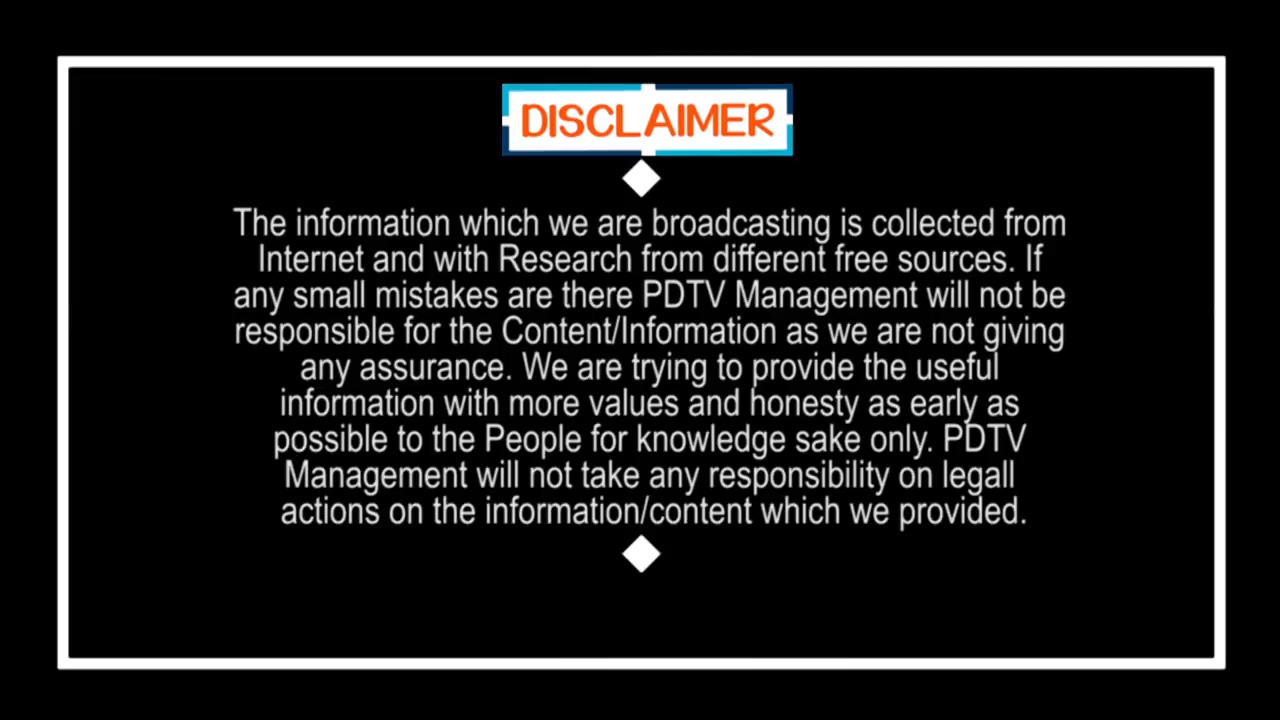 DISCLAIMER
The information which we are broadcasting is collected from
Internet and with Research from different free sources. If
any small mistakes are there PDTV Management will not be
responsible for the Content/Information as we are not giving
any assurance. We are trying to provide the useful
information with more values and honesty as early as
possible to the People for knowledge sake only. PDTV
Management will not take any responsibility on legall
actions on the information/content which we provided.